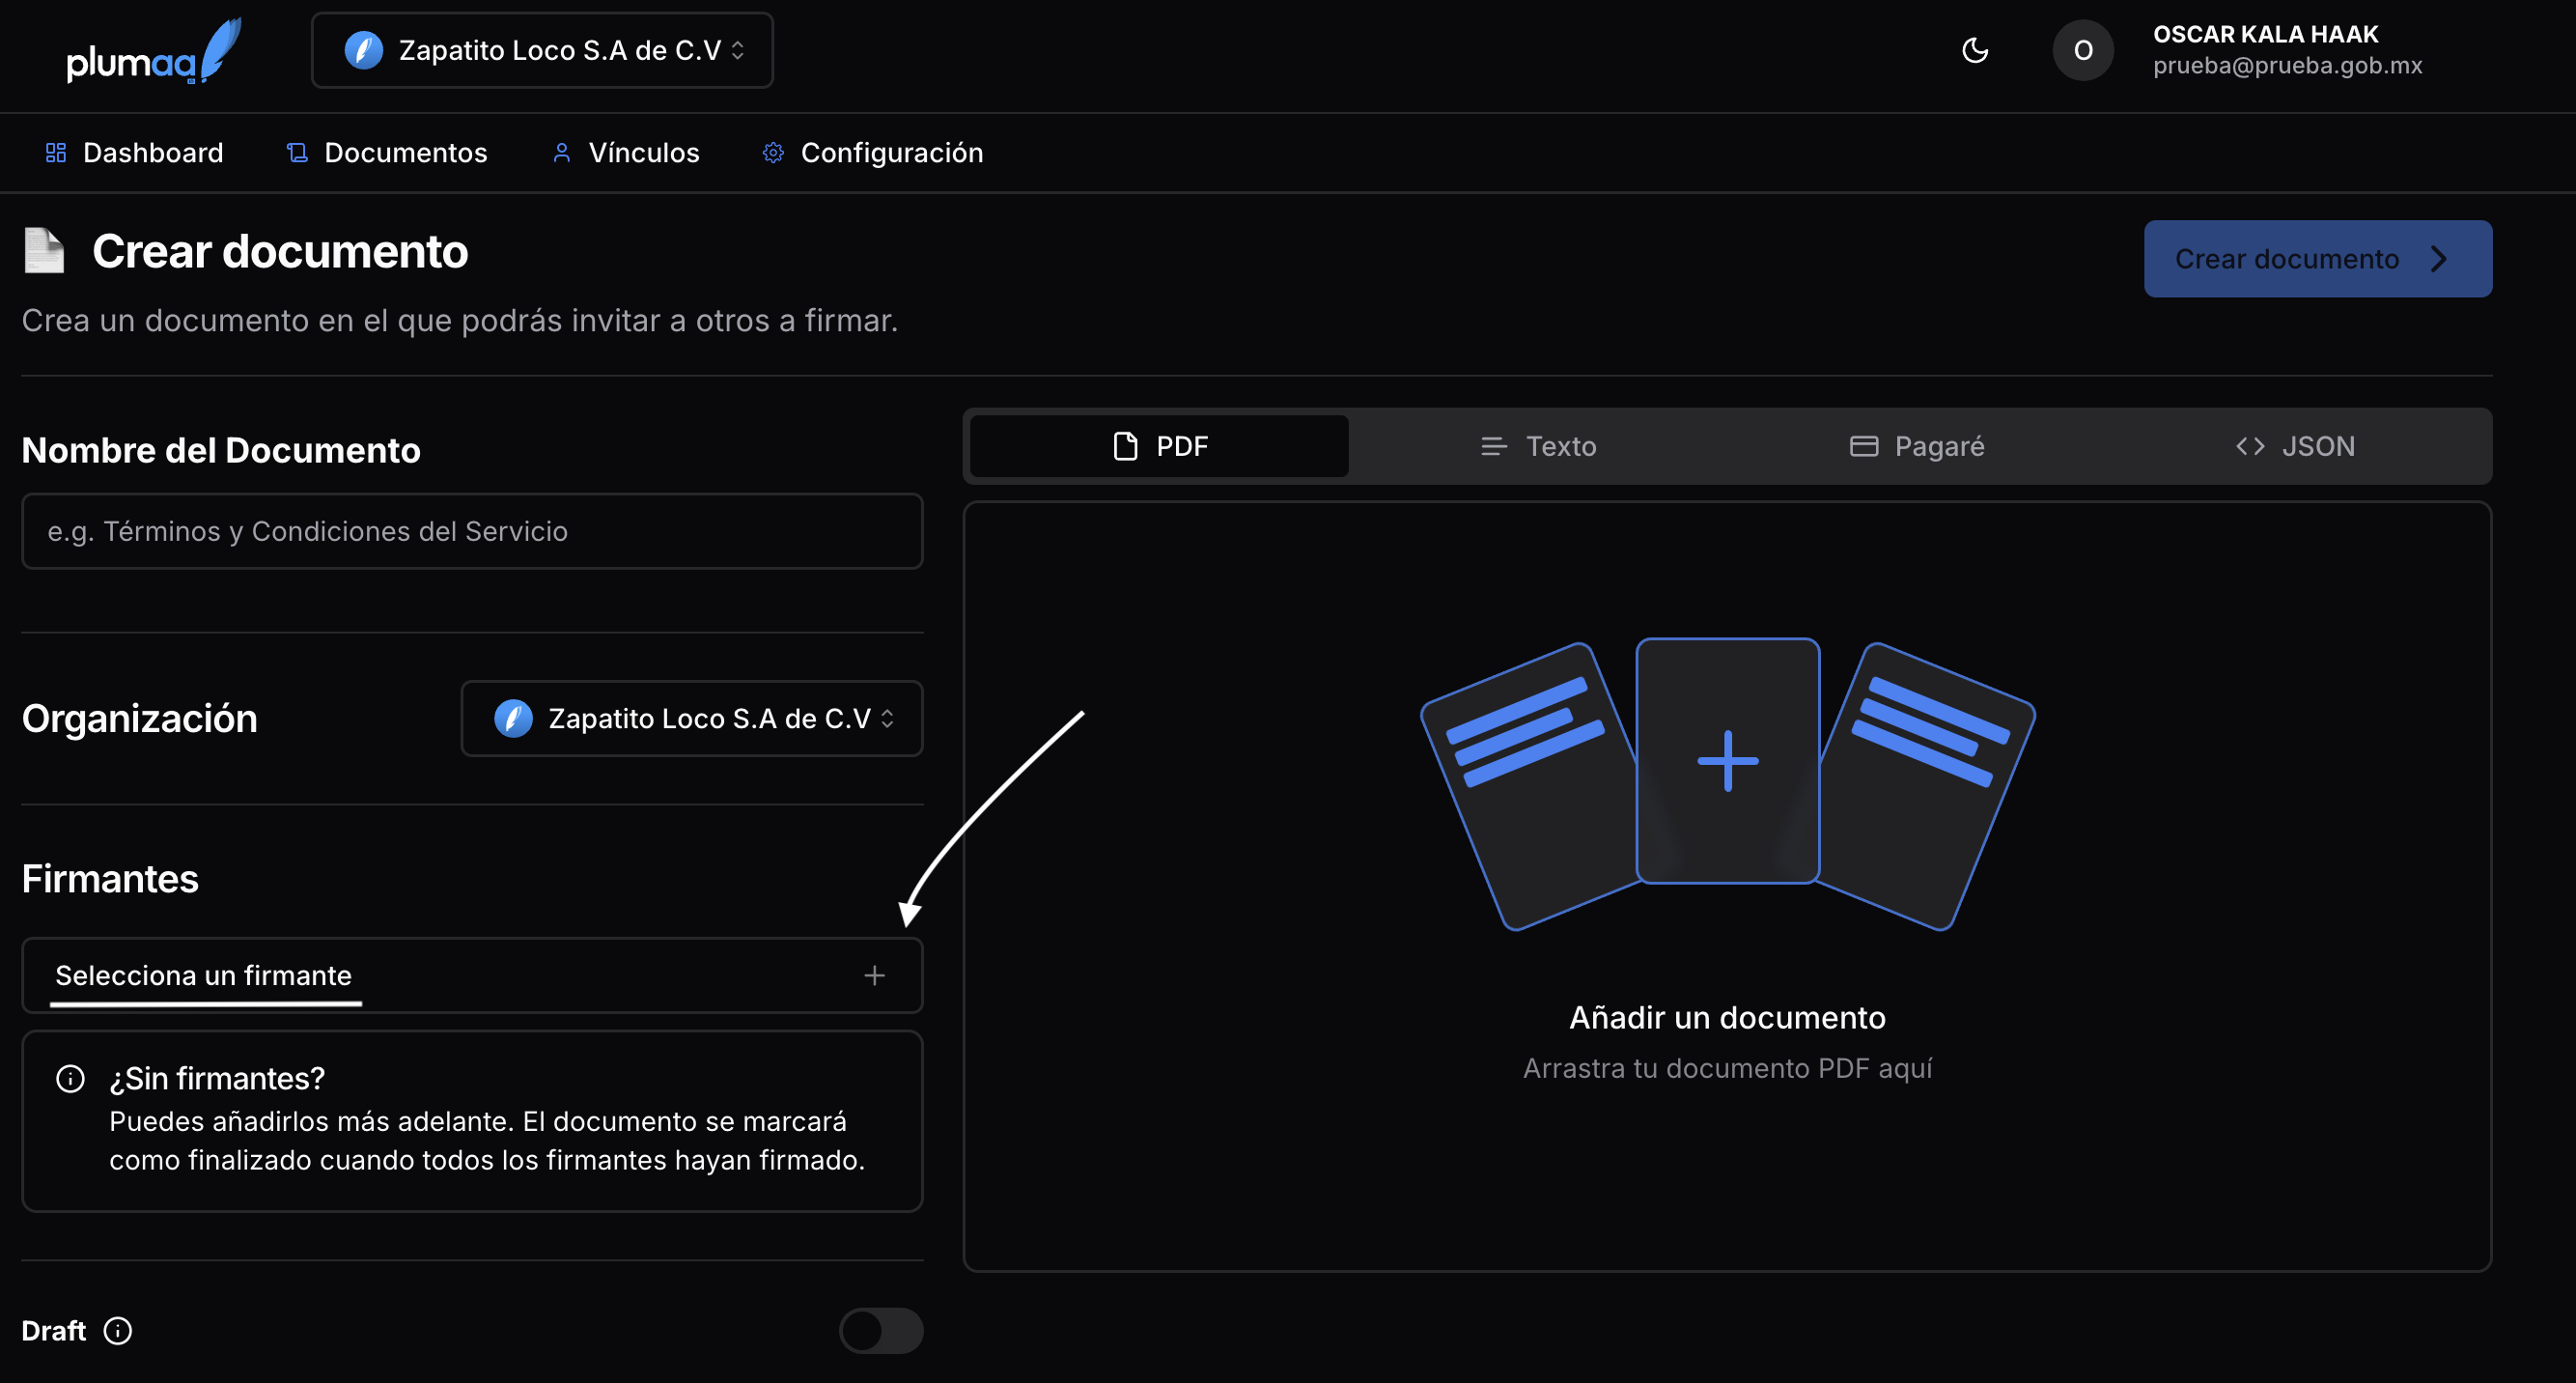 plumaa
Zapatito Loco S.A de C.V
O
OSCAR KALA HAAK
prueba@prueba.gob.mx
Dashboard
Documentos
Vínculos
Configuración
Crear documento
Crear documento
Crea un documento en el que podrás invitar a otros a firmar.
Nombre del Documento
e.g. Términos y Condiciones del Servicio
Organización
Zapatito Loco S.A de C.V
Firmantes
Selecciona un firmante
¿Sin firmantes?
Puedes añadirlos más adelante. El documento se marcará
como finalizado cuando todos los firmantes hayan firmado.
Draft
PDF
Texto
Pagaré
JSON
Añadir un documento
Arrastra tu documento PDF aquí